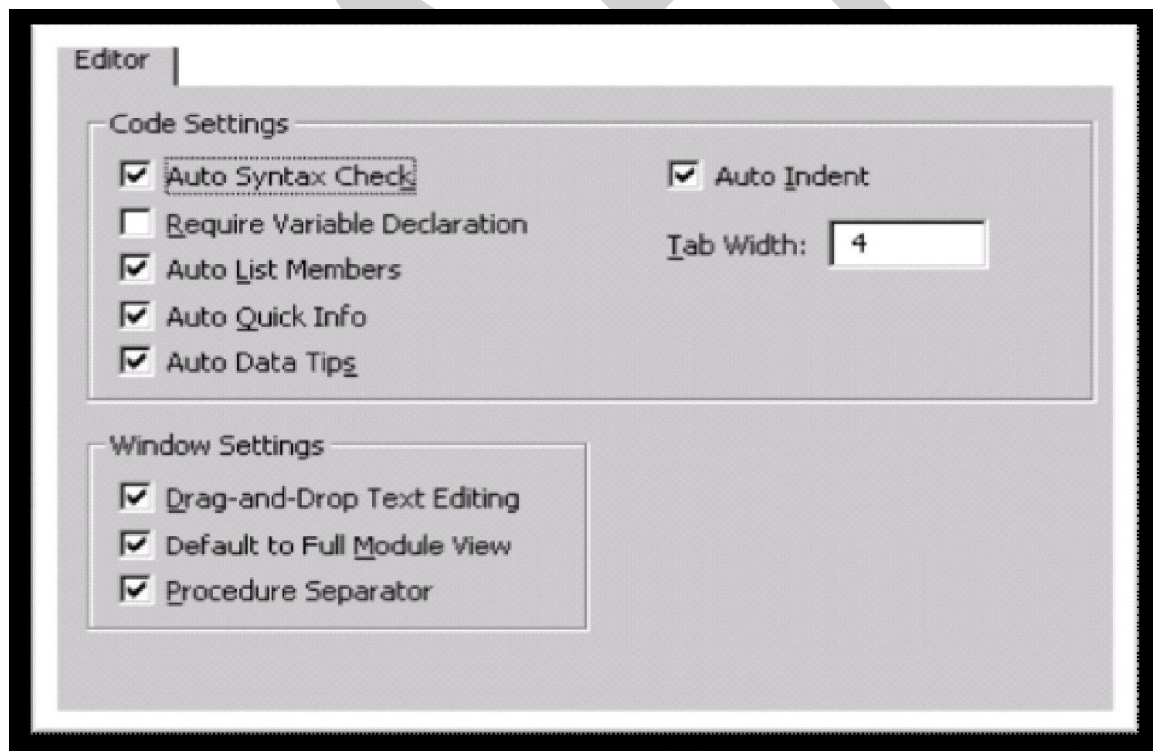 Editor
Code Settings
Auto Syntax Check
Require Variable Declaration
Auto List Members
Auto Quick Info
Auto Data Tips
Auto Indent
Tab Width: 4
Window Settings
Drag-and-Drop Text Editing
Default to Full Module View
Procedure Separator